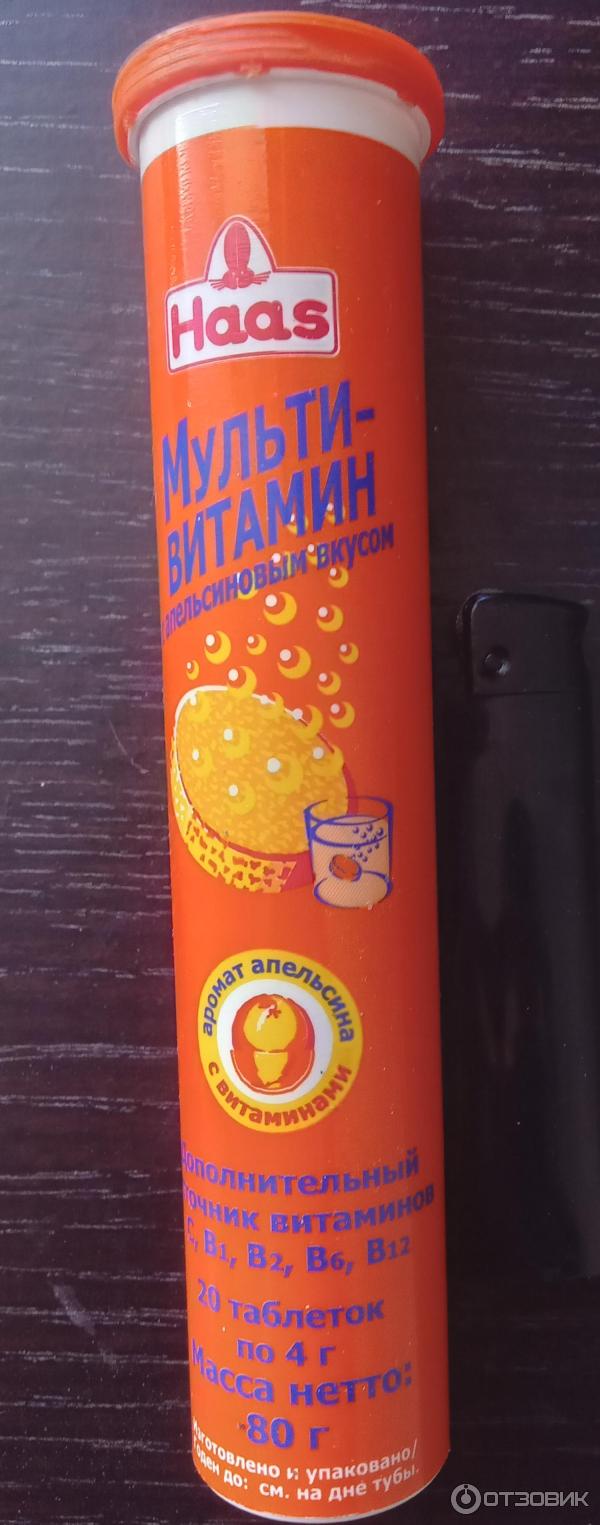 Haas
Мульти-
витамин
апельсиновым вкусом
аромат апельсина
с витаминами
Дополнительный
точник витаминов
С, В1, В2, В6, В12
20 таблеток
по 4 г
Масса нетто:
80 г
Изготовлено и упаковано/
годен до: см. на дне тубы.
ОТЗОВИК